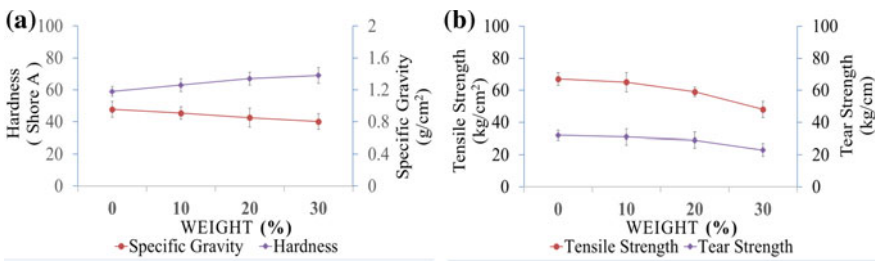 (a)
100
80
60
40
20
0
Hardness
( Shore A )
2
1.6
1.2
0.8
0.4
0
Specific Gravity
(g/cm²)
0 10 20 30
WEIGHT (%)
Specific Gravity Hardness
(b)
100
80
60
40
20
0
Tensile Strength
(kg/cm²)
100
80
60
40
20
0
Tear Strength
(kg/cm)
0 10 20 30
WEIGHT (%)
Tensile Strength Tear Strength